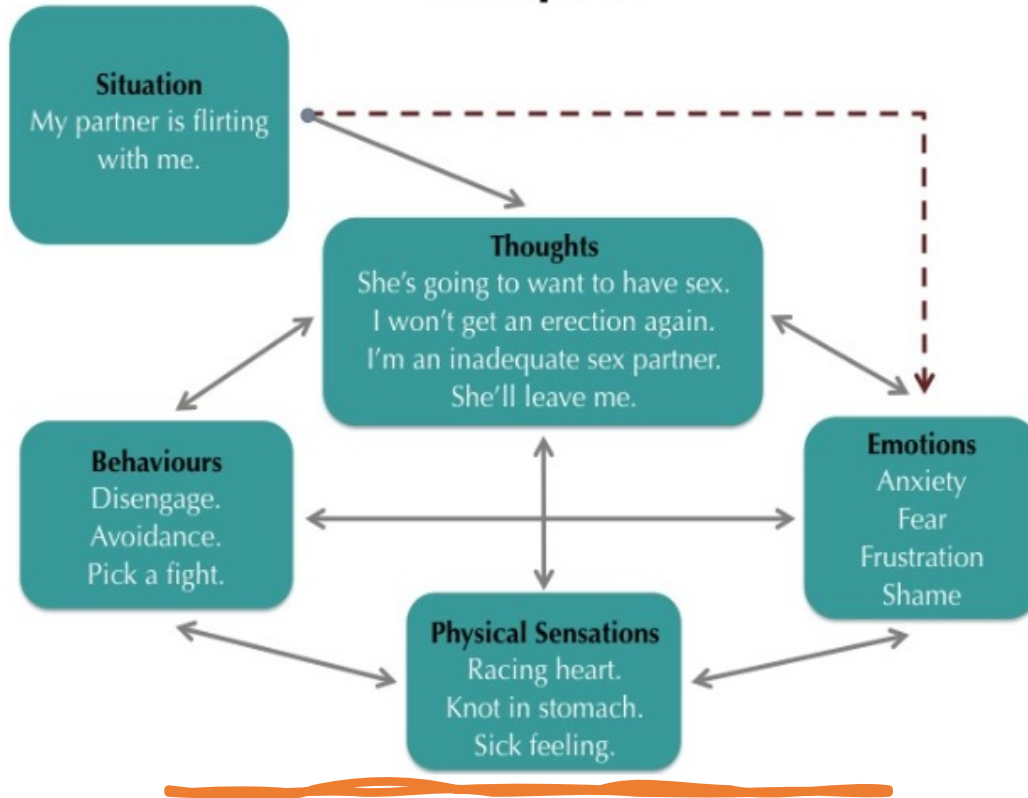 Situation
My partner is flirting
with me.
Thoughts
She's going to want to have sex.
I won't get an erection again.
I'm an inadequate sex partner.
She'll leave me.
Behaviours
Disengage.
Avoidance.
Pick a fight.
Emotions
Anxiety
Fear
Frustration
Shame
Physical Sensations
Racing heart.
Knot in stomach.
Sick feeling.